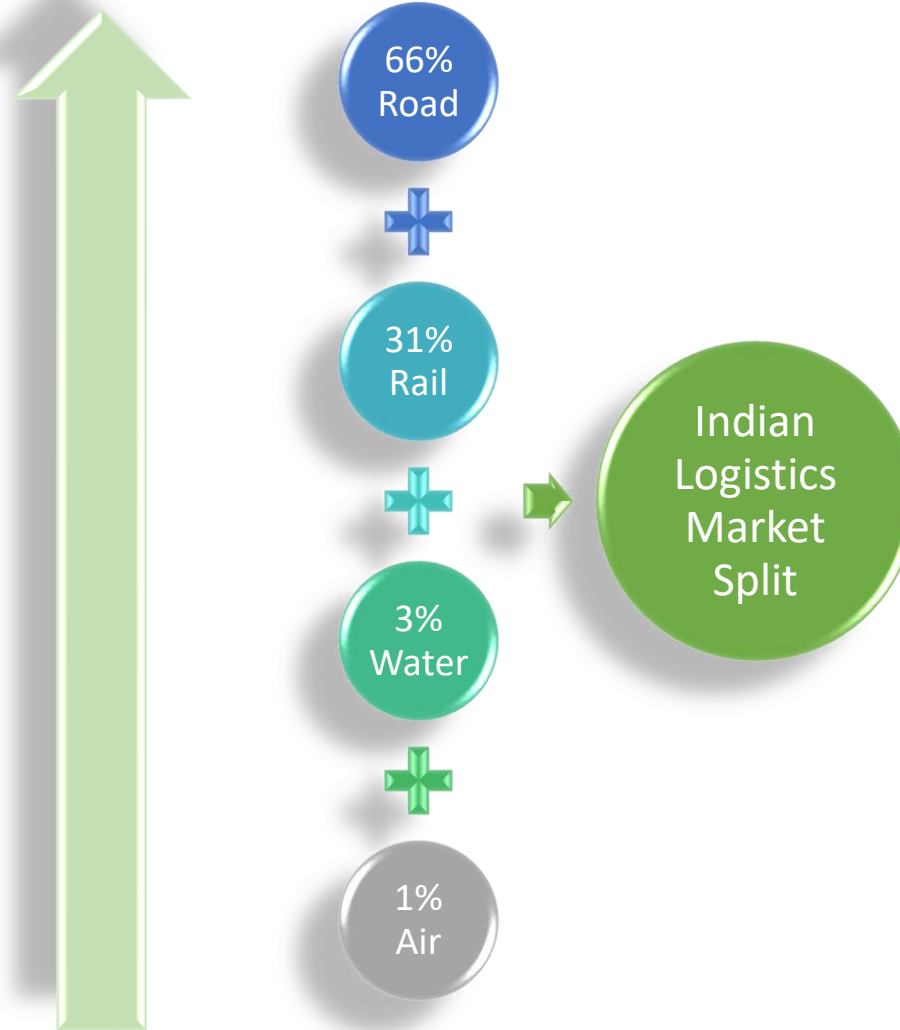 66%
Road
31%
Rail
3%
Water
1%
Air
Indian
Logistics
Market
Split